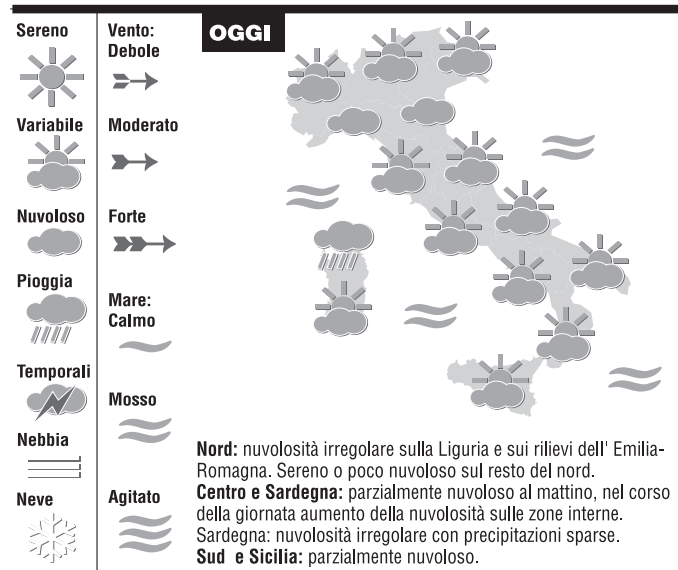 Sereno
Variabile
Nuvoloso
Pioggia
Temporali
Nebbia
Neve
Vento:
Debole
Moderato
Forte
Mare:
Calmo
Mosso
Agitato
OGGI
Nord: nuvolosità irregolare sulla Liguria e sui rilievi dell' Emilia-
Romagna. Sereno o poco nuvoloso sul resto del nord.
Centro e Sardegna: parzialmente nuvoloso al mattino, nel corso
della giornata aumento della nuvolosità sulle zone interne.
Sardegna: nuvolosità irregolare con precipitazioni sparse.
Sud e Sicilia: parzialmente nuvoloso.